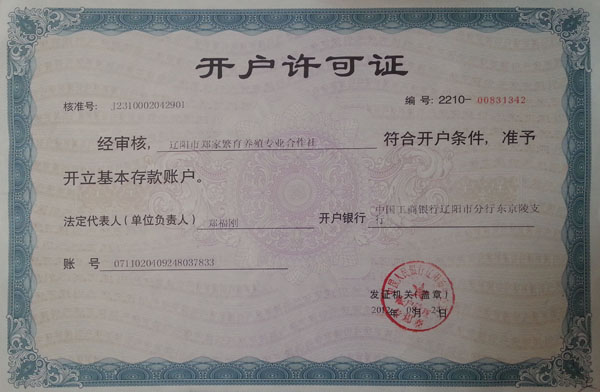 开户许可证
核准号: J2310002042901 编号: 2210-00831342
经审核, 辽阳市郑家繁育养殖专业合作社 符合开户条件, 准予
开立基本存款账户。
法定代表人(单位负责人) 郑福刚 开户银行 中国工商银行辽阳市分行东京陵支行
账 号 0711020409248037833
发证机关(盖章)
年 月 日